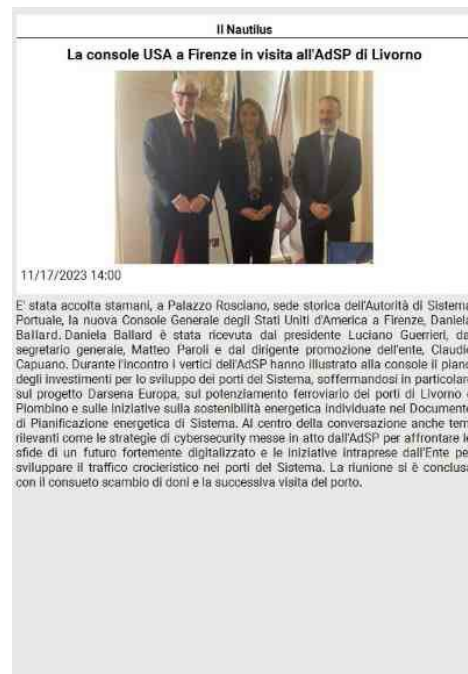 Il Nautilus
La console USA a Firenze in visita all'AdSP di Livorno
11/17/2023 14:00
E' stata accolta stamani, a Palazzo Rosciano, sede storica dell'Autorità di Sistema
Portuale, la nuova Console Generale degli Stati Uniti d'America a Firenze, Daniela
Ballard. Daniela Ballard è stata ricevuta dal presidente Luciano Guerrieri, dal
segretario generale, Matteo Paroli e dal dirigente promozione dell'ente, Claudio
Capuano. Durante l'incontro i vertici dell'AdSP hanno illustrato alla console il piano
degli investimenti per lo sviluppo dei porti del Sistema, soffermandosi in particolare
sul progetto Darsena Europa, sul potenziamento ferroviario dei porti di Livorno e
Piombino e sulle iniziative sulla sostenibilità energetica individuate nel Documento
di Pianificazione energetica di Sistema. Al centro della conversazione anche temi
rilevanti come le strategie di cybersecurity messe in atto dall'AdSP per affrontare le
sfide di un futuro fortemente digitalizzato e le iniziative intraprese dall'Ente per
sviluppare il traffico crocieristico nei porti del Sistema. La riunione si è conclusa
con il consueto scambio di doni e la successiva visita del porto.